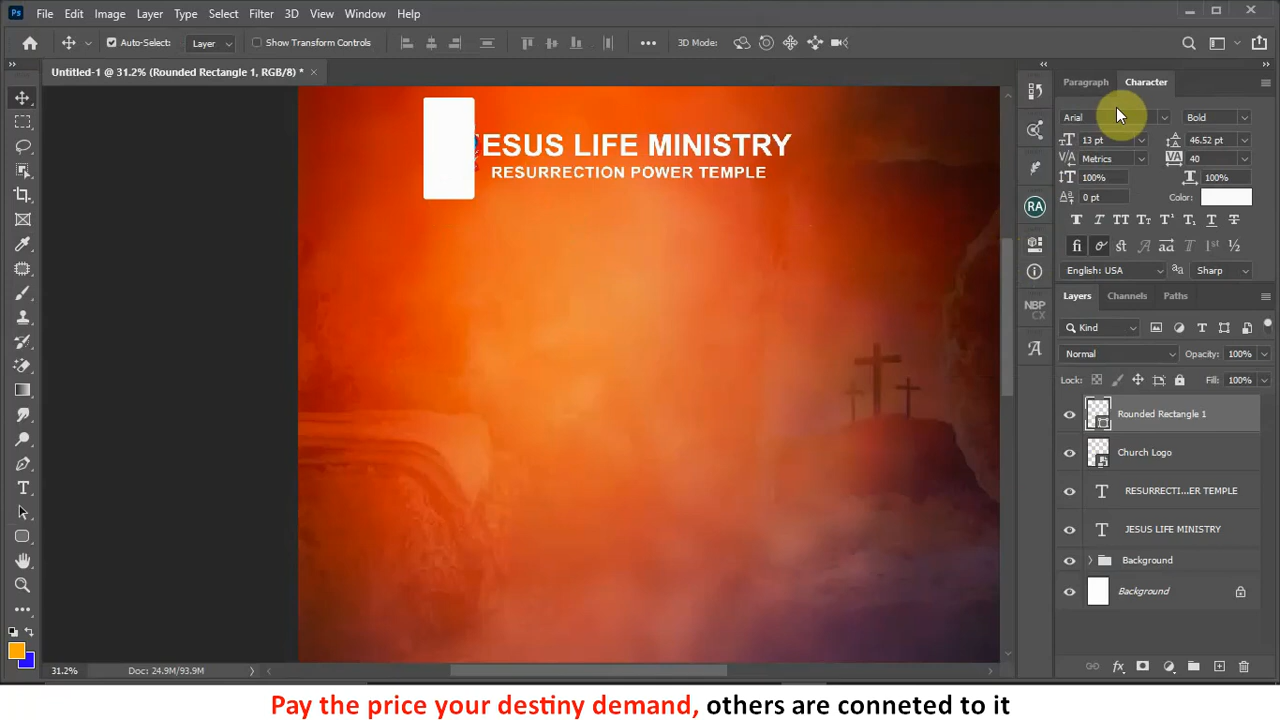 Ps File Edit Image Layer Type Select Filter 3D View Window Help
Auto-Select: Layer Show Transform Controls 3D Mode:
Untitled-1 @ 31.2% (Rounded Rectangle 1, RGB/8) *
Paragraph Character
Arial Bold
13 pt 46.52 pt
Metrics 40
100% 100%
0 pt Color:
English: USA Sharp
Layers Channels Paths
Kind
Normal Opacity: 100%
Lock: Fill: 100%
Rounded Rectangle 1
Church Logo
RESURRECTI...ER TEMPLE
JESUS LIFE MINISTRY
Background
Background
RA
NBP
CX
JESUS LIFE MINISTRY
RESURRECTION POWER TEMPLE
31.2% Doc: 24.9M/93.9M
Pay the price your destiny demand, others are conneted to it